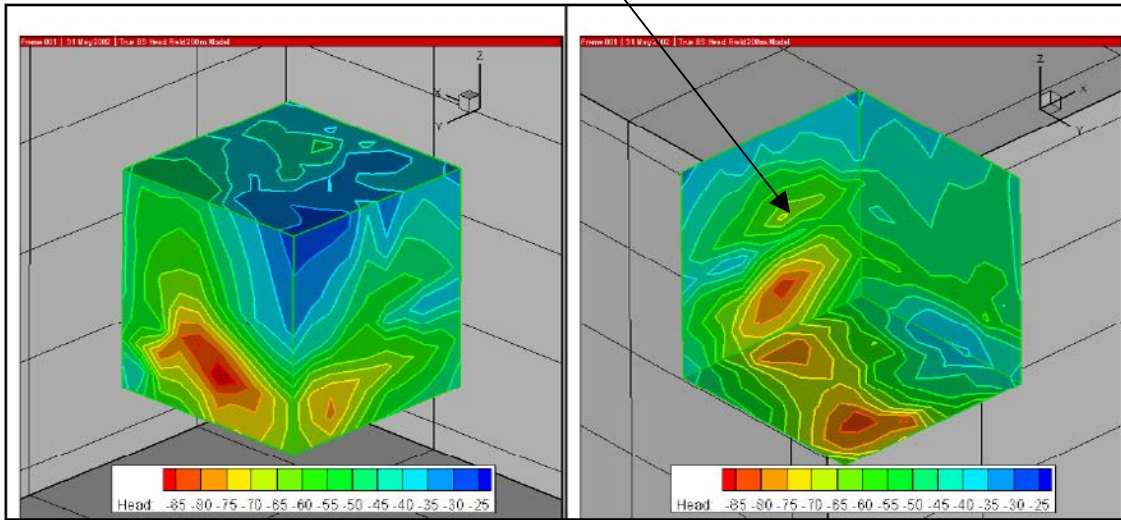 Frame 001 | 31 May 2002 | True BS Head Field 200m Model
Z
X
Y
Head -85 -80 -75 -70 -65 -60 -55 -50 -45 -40 -35 -30 -25
Frame 001 | 31 May 2002 | True BS Head Field 200m Model
Z
X
Y
Head -85 -80 -75 -70 -65 -60 -55 -50 -45 -40 -35 -30 -25